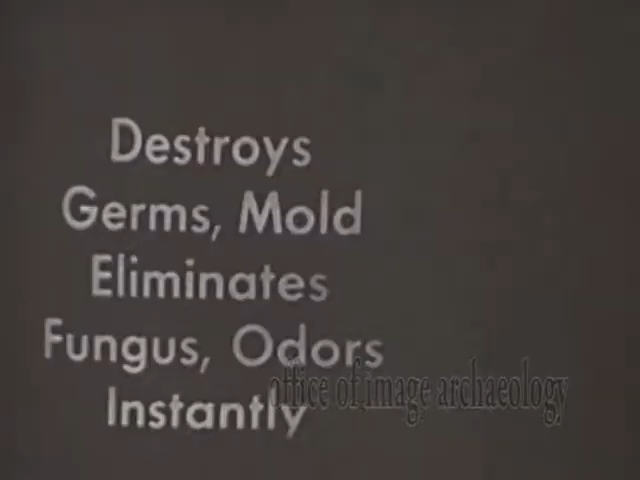 Destroys
Germs, Mold
Eliminates
Fungus, Odors
Instantly
office of image archaeology